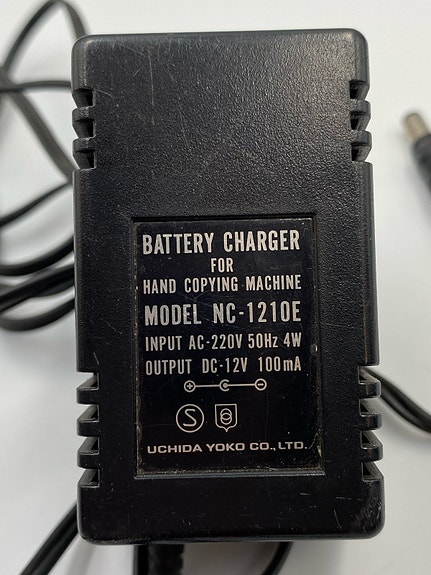 BATTERY CHARGER
FOR
HAND COPYING MACHINE
MODEL NC-1210E
INPUT AC-220V 50Hz 4W
OUTPUT DC-12V 100mA
S
UCHIDA YOKO CO., LTD.